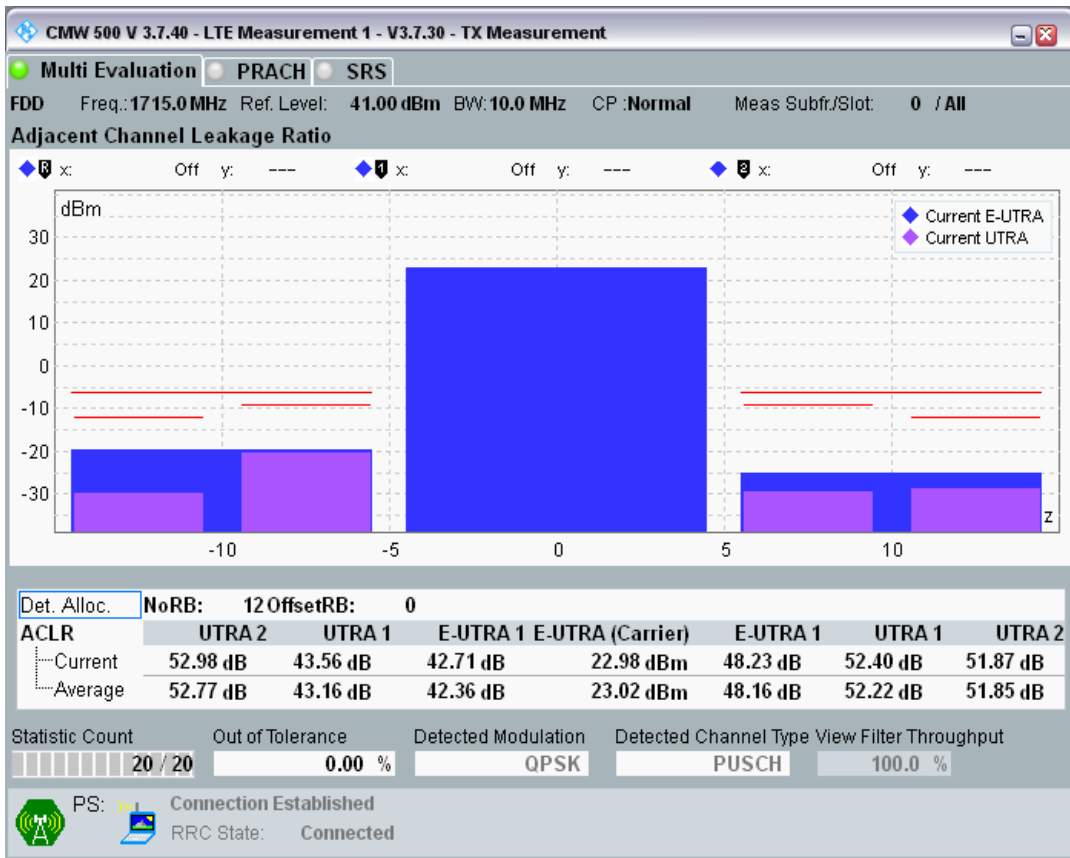 CMW 500 V 3.7.40 - LTE Measurement 1 - V3.7.30 - TX Measurement
Multi Evaluation PRACH SRS
FDD Freq.:1715.0 MHz Ref. Level: 41.00 dBm BW:10.0 MHz CP :Normal Meas Subfr./Slot: 0 / All
Adjacent Channel Leakage Ratio
R x: Off y: --- 1 x: Off y: --- 2 x: Off y: ---
dBm
Current E-UTRA
Current UTRA
30
20
10
0
-10
-20
-30
z
-10 -5 0 5 10
Det. Alloc. NoRB: 12 OffsetRB: 0
ACLR UTRA 2 UTRA 1 E-UTRA 1 E-UTRA (Carrier) E-UTRA 1 UTRA 1 UTRA 2
Current 52.98 dB 43.56 dB 42.71 dB 22.98 dBm 48.23 dB 52.40 dB 51.87 dB
Average 52.77 dB 43.16 dB 42.36 dB 23.02 dBm 48.16 dB 52.22 dB 51.85 dB
Statistic Count Out of Tolerance Detected Modulation Detected Channel Type View Filter Throughput
20 / 20 0.00 % QPSK PUSCH 100.0 %
PS: Connection Established
RRC State: Connected